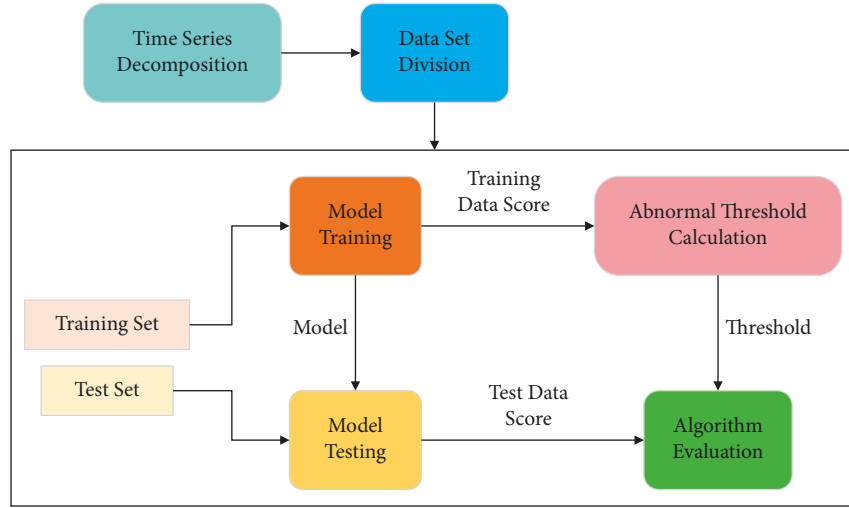 Time Series
Decomposition
Data Set
Division
Model
Training
Training
Data Score
Abnormal Threshold
Calculation
Training Set
Model
Threshold
Test Set
Model
Testing
Test Data
Score
Algorithm
Evaluation